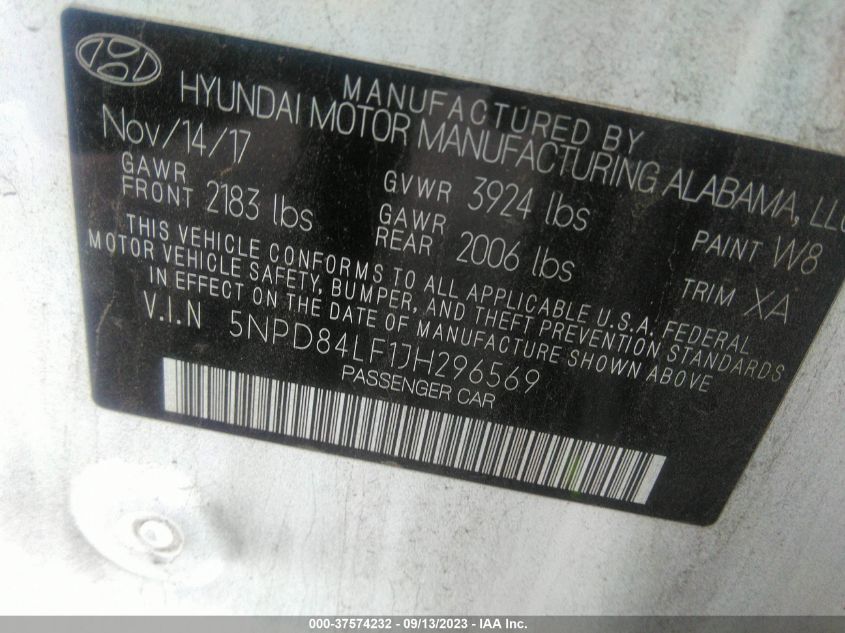 MANUFACTURED BY
HYUNDAI MOTOR MANUFACTURING ALABAMA, LLC
Nov/14/17
GAWR FRONT 2183 lbs
GVWR 3924 lbs
GAWR REAR 2006 lbs
PAINT W8
TRIM XA
THIS VEHICLE CONFORMS TO ALL APPLICABLE U.S.A. FEDERAL
MOTOR VEHICLE SAFETY, BUMPER, AND THEFT PREVENTION STANDARDS
IN EFFECT ON THE DATE OF MANUFACTURE SHOWN ABOVE
V.I.N 5NPD84LF1JH296569
PASSENGER CAR
000-37574232 - 09/13/2023 - IAA Inc.